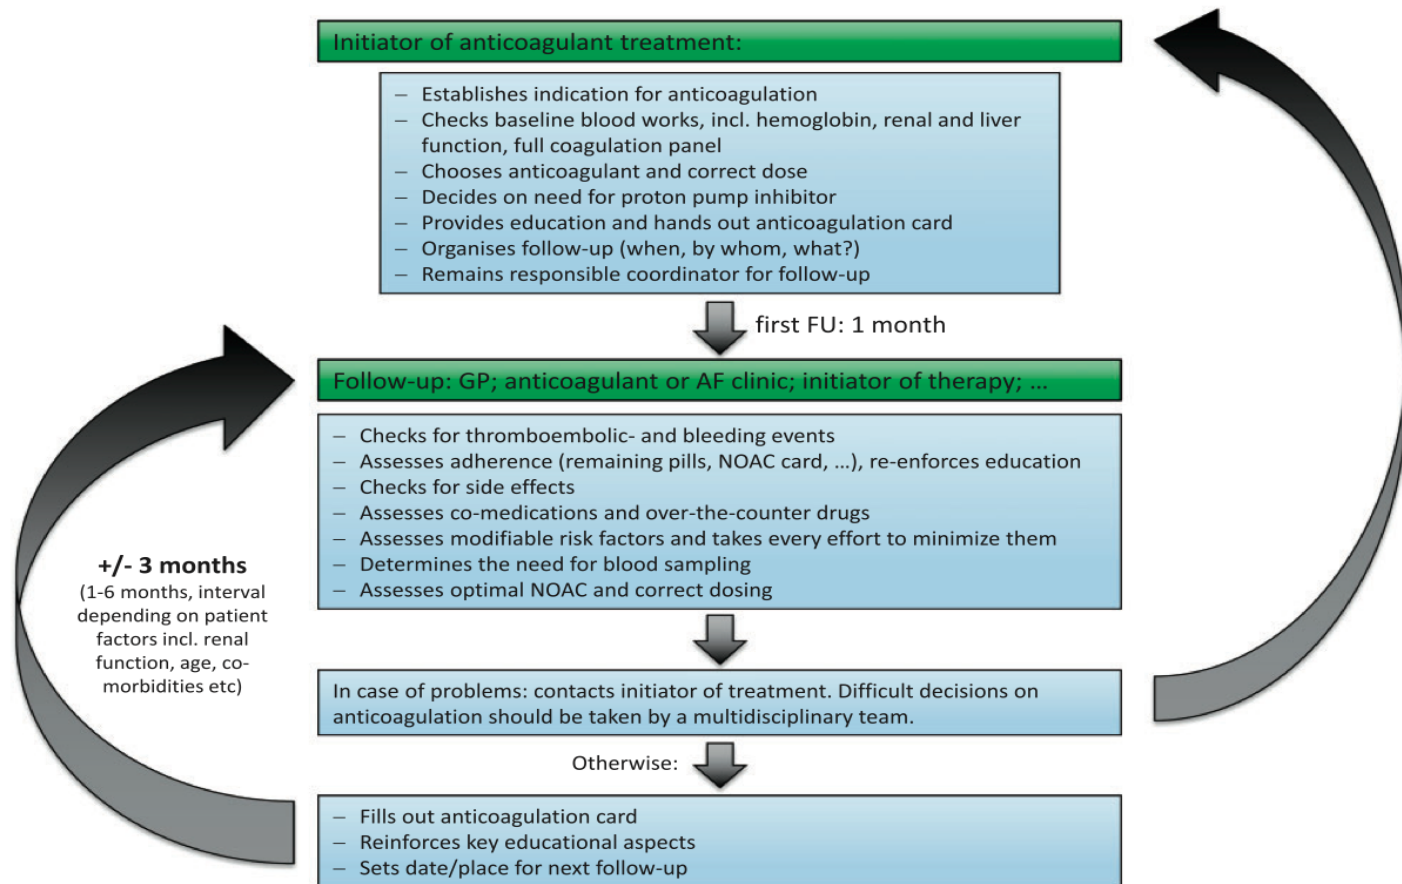 Initiator of anticoagulant treatment:
– Establishes indication for anticoagulation
– Checks baseline blood works, incl. hemoglobin, renal and liver
function, full coagulation panel
– Chooses anticoagulant and correct dose
– Decides on need for proton pump inhibitor
– Provides education and hands out anticoagulation card
– Organises follow-up (when, by whom, what?)
– Remains responsible coordinator for follow-up
first FU: 1 month
Follow-up: GP; anticoagulant or AF clinic; initiator of therapy; ...
– Checks for thromboembolic- and bleeding events
– Assesses adherence (remaining pills, NOAC card, ...), re-enforces education
– Checks for side effects
– Assesses co-medications and over-the-counter drugs
– Assesses modifiable risk factors and takes every effort to minimize them
– Determines the need for blood sampling
– Assesses optimal NOAC and correct dosing
+/- 3 months
(1-6 months, interval
depending on patient
factors incl. renal
function, age, co-
morbidities etc)
In case of problems: contacts initiator of treatment. Difficult decisions on
anticoagulation should be taken by a multidisciplinary team.
Otherwise:
– Fills out anticoagulation card
– Reinforces key educational aspects
– Sets date/place for next follow-up